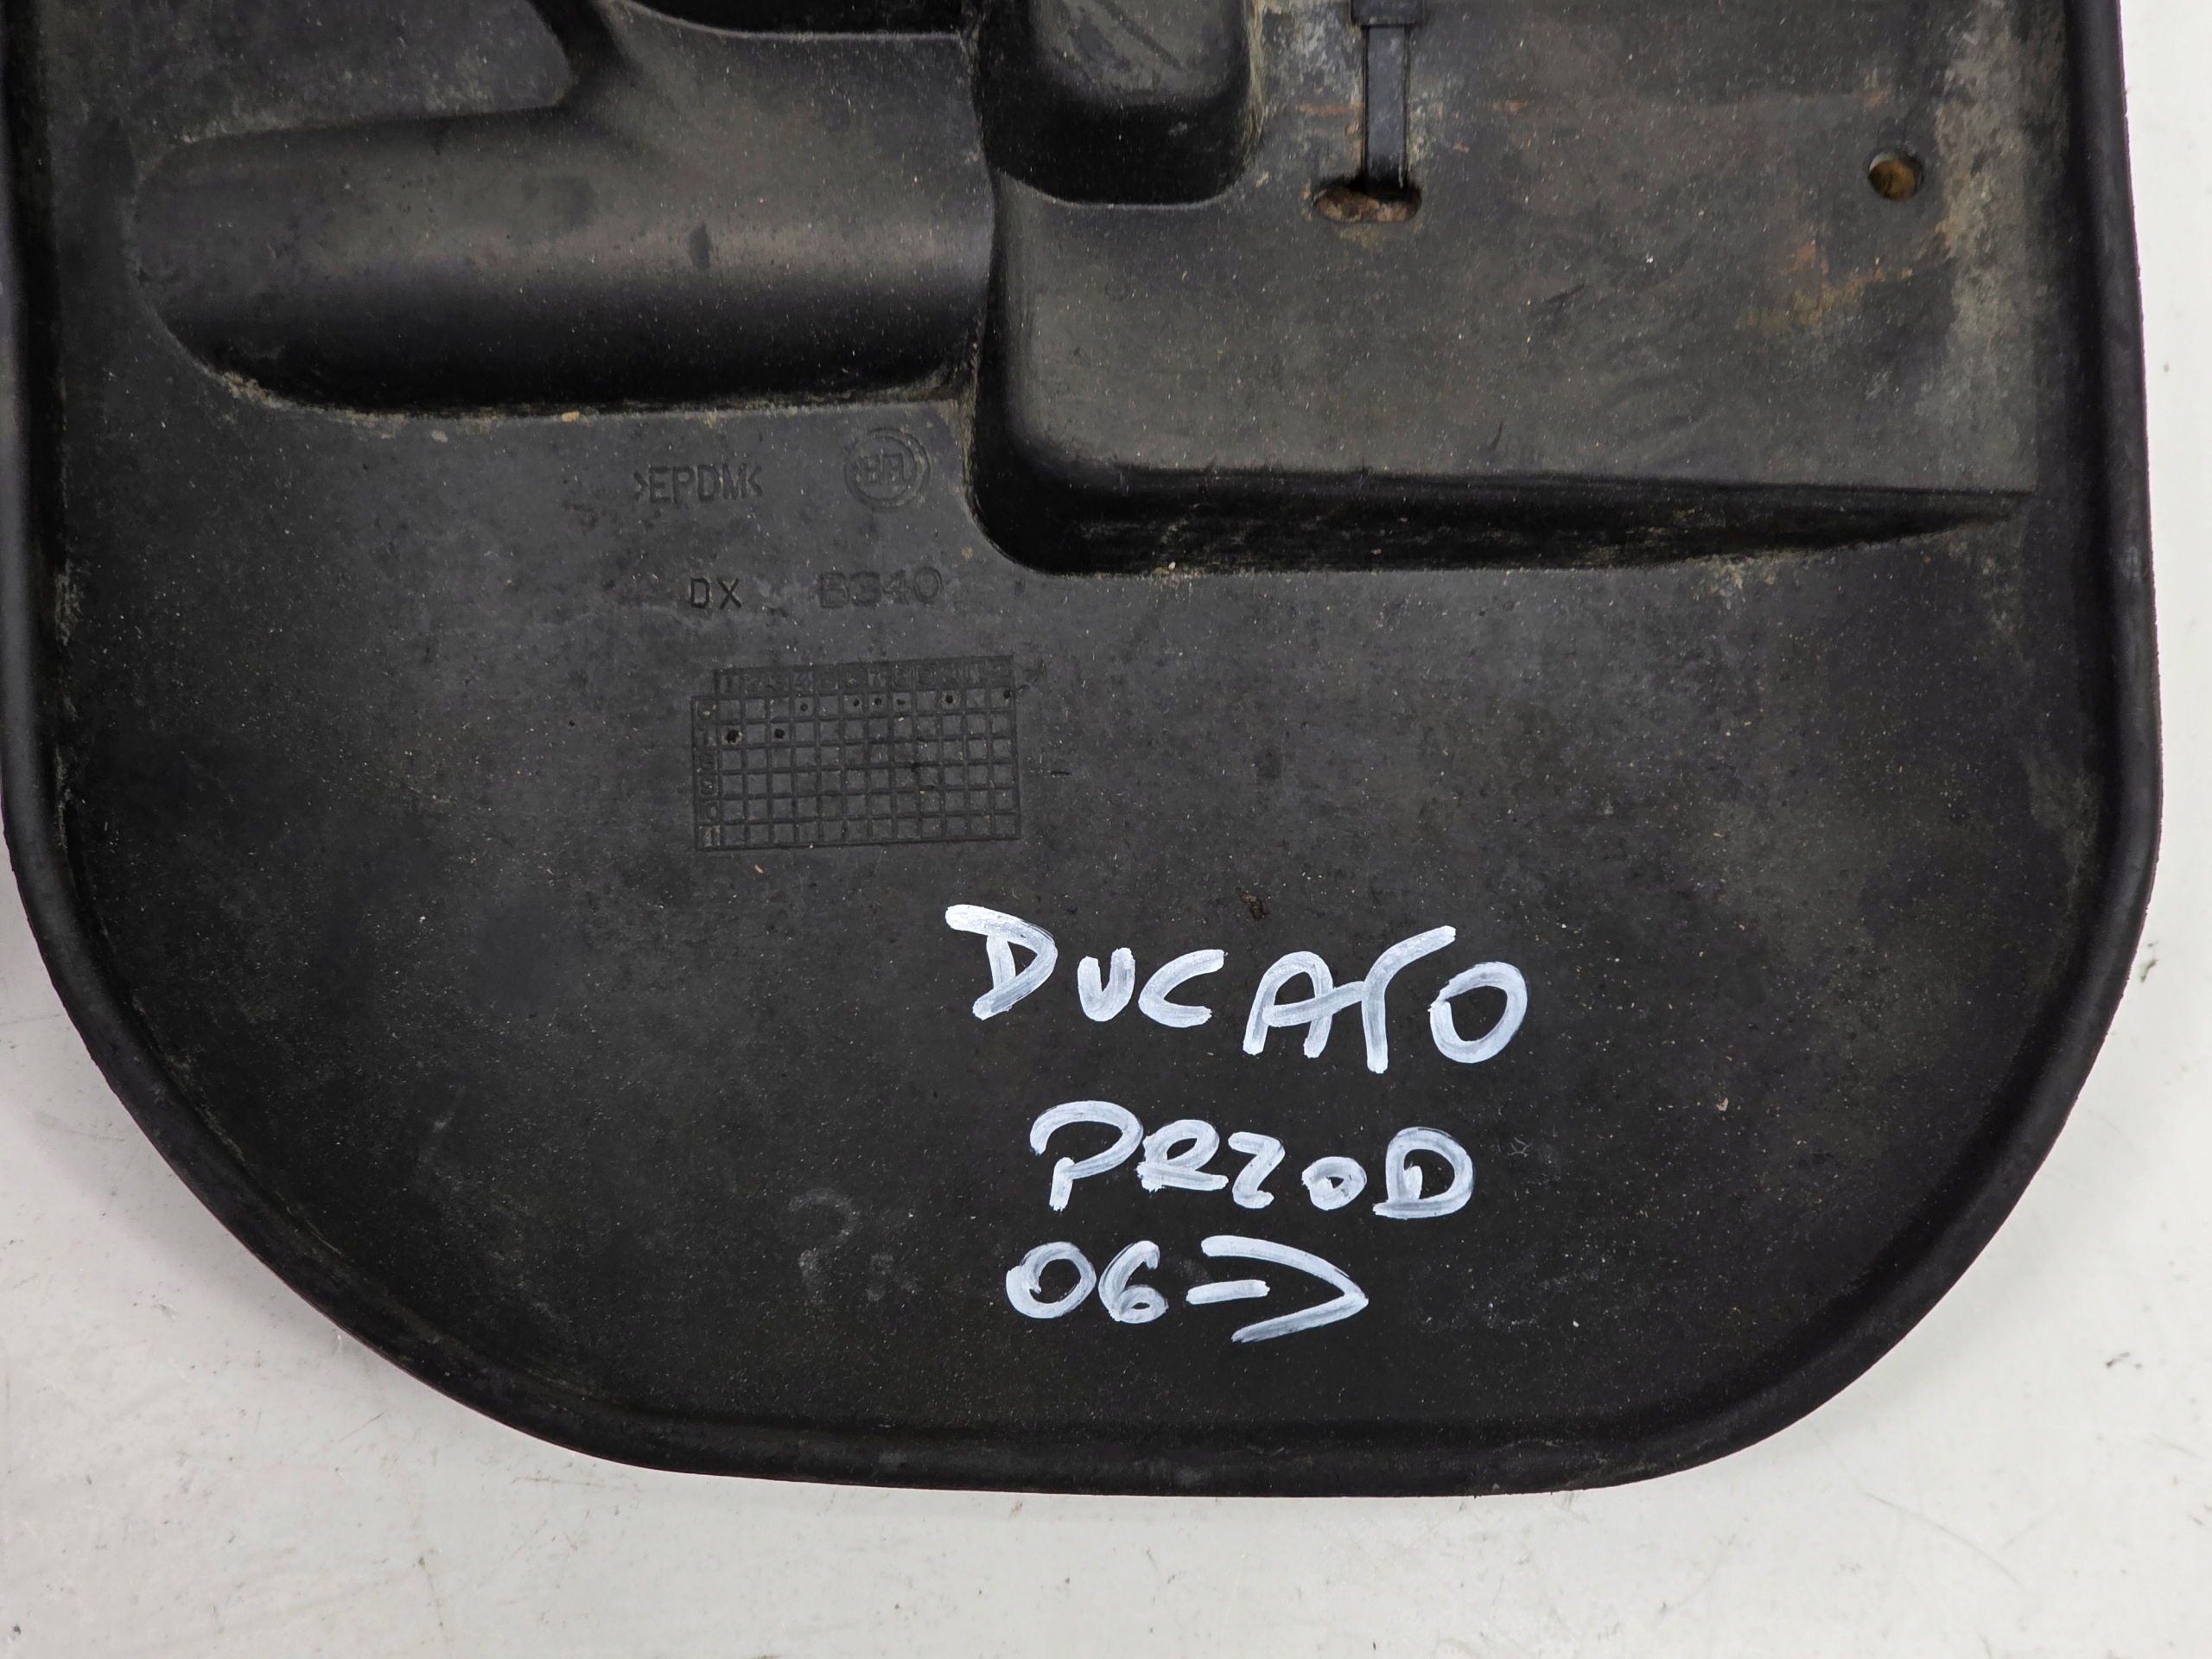 >EPDM<
DX B340
DUCATO
PRZOD
06->